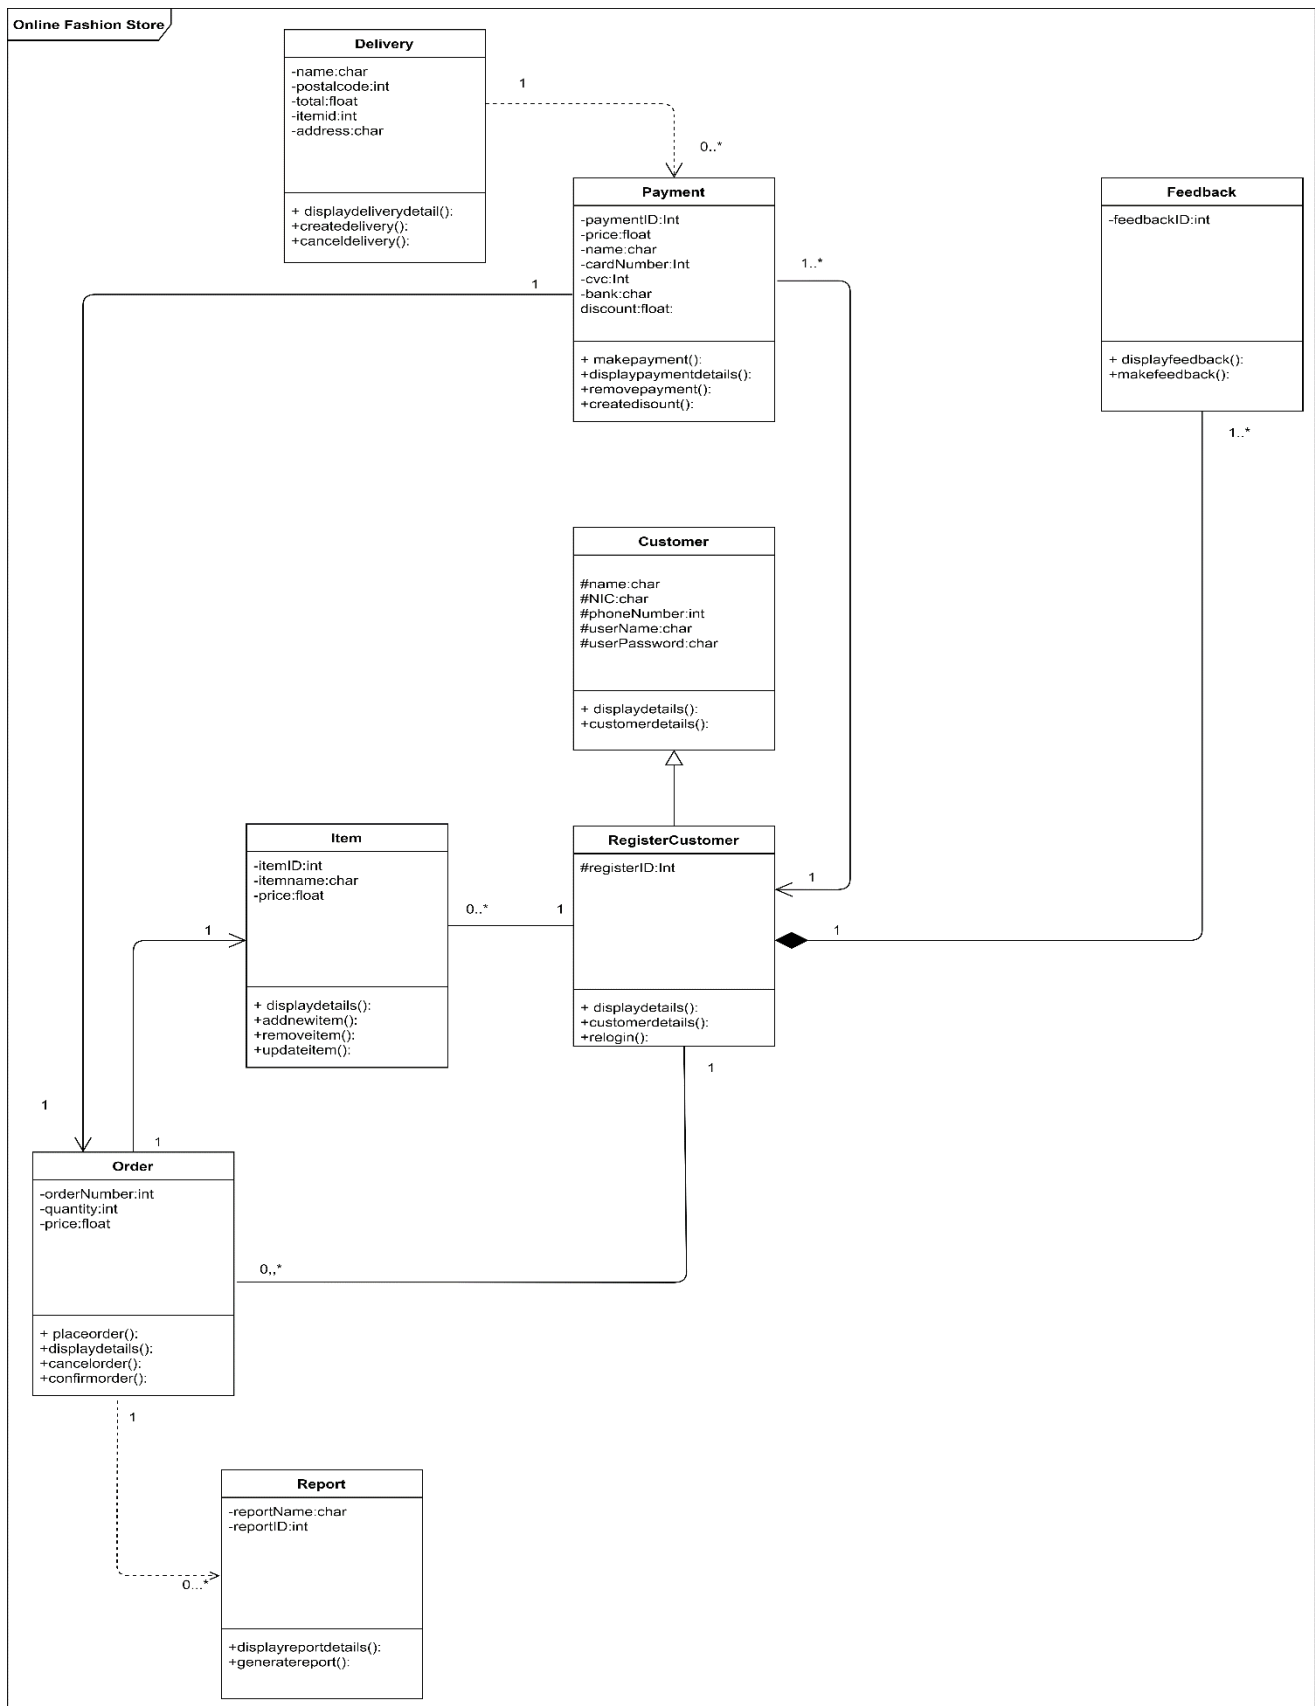 Online Fashion Store
Delivery
-name:char
-postalcode:int
-total:float
-itemid:int
-address:char
+ displaydeliverydetail():
+createdelivery():
+canceldelivery():
1
0..*
Payment
-paymentID:Int
-price:float
-name:char
-cardNumber:Int
-cvc:Int
-bank:char
discount:float:
+ makepayment():
+displaypaymentdetails():
+removepayment():
+createdisount():
1
1..*
Feedback
-feedbackID:int
+ displayfeedback():
+makefeedback():
1..*
Customer
#name:char
#NIC:char
#phoneNumber:int
#userName:char
#userPassword:char
+ displaydetails():
+customerdetails():
Item
-itemID:int
-itemname:char
-price:float
+ displaydetails():
+addnewitem():
+removeitem():
+updateitem():
0..*
1
RegisterCustomer
#registerID:Int
+ displaydetails():
+customerdetails():
+relogin():
1
1
1
1
1
1
Order
-orderNumber:int
-quantity:int
-price:float
+ placeorder():
+displaydetails():
+cancelorder():
+confirmorder():
0,,*
1
0...*
Report
-reportName:char
-reportID:int
+displayreportdetails():
+generatereport():